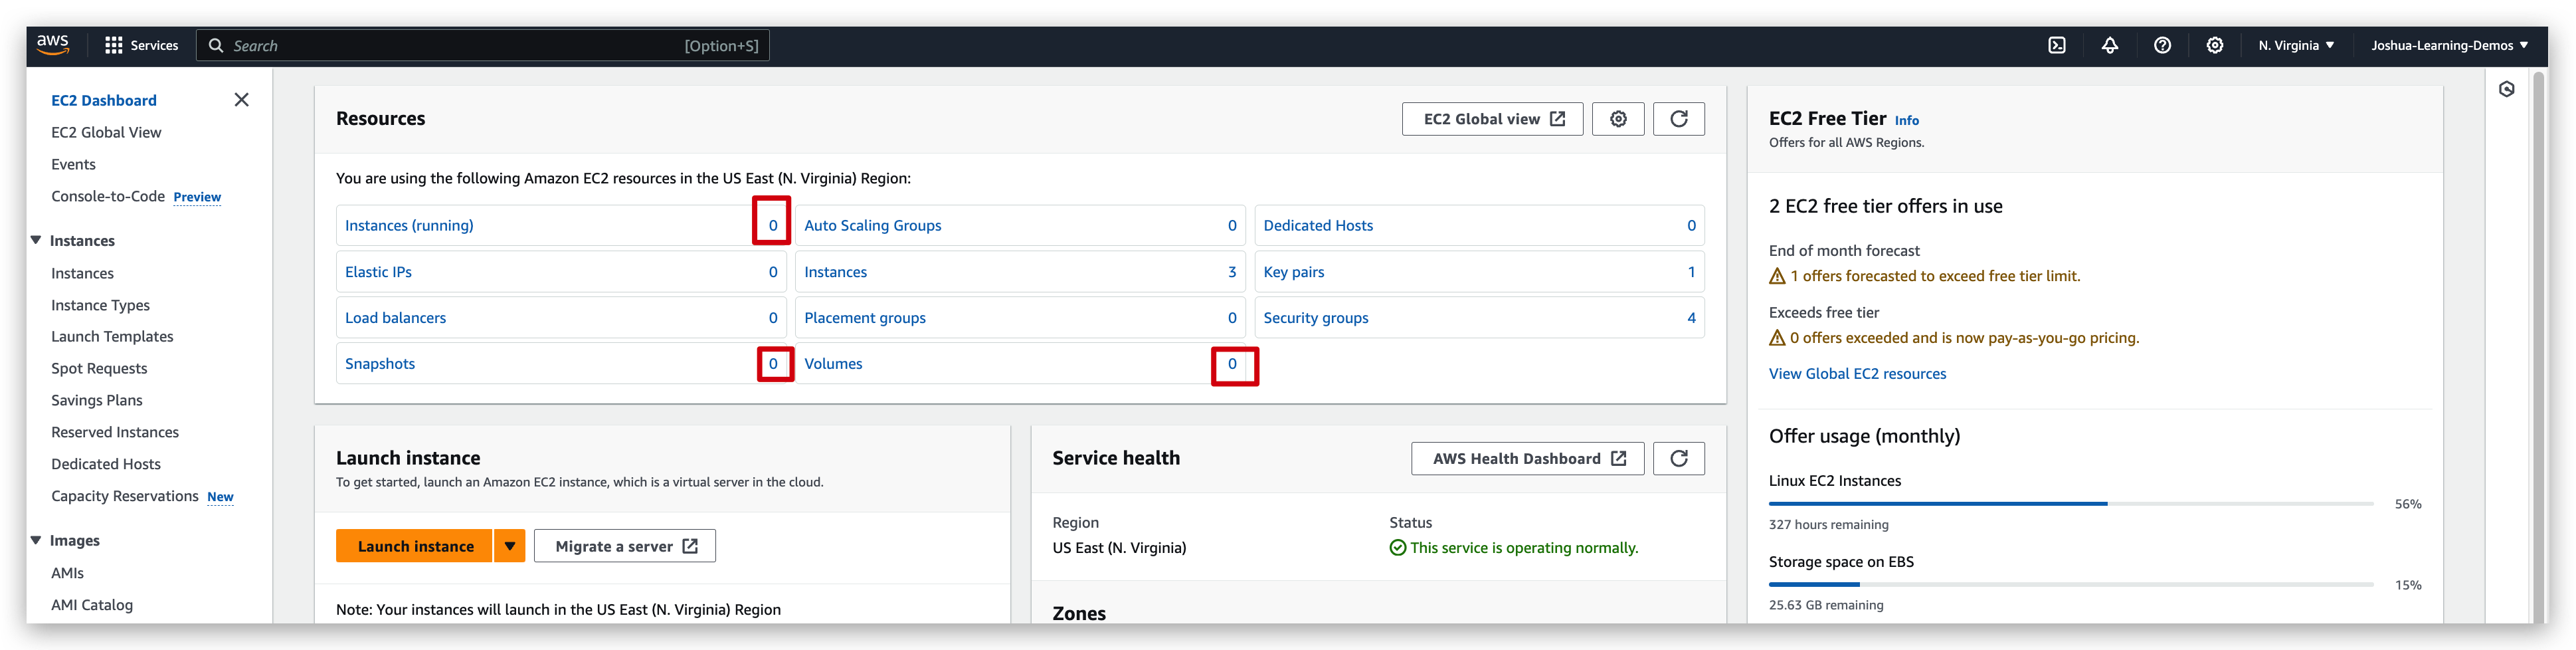 aws
Services
Search
[Option+S]
N. Virginia
Joshua-Learning-Demos
EC2 Dashboard
EC2 Global View
Events
Console-to-Code Preview
Instances
Instances
Instance Types
Launch Templates
Spot Requests
Savings Plans
Reserved Instances
Dedicated Hosts
Capacity Reservations New
Images
AMIs
AMI Catalog
Resources
EC2 Global view
You are using the following Amazon EC2 resources in the US East (N. Virginia) Region:
Instances (running) 0
Auto Scaling Groups 0
Dedicated Hosts 0
Elastic IPs 0
Instances 3
Key pairs 1
Load balancers 0
Placement groups 0
Security groups 4
Snapshots 0
Volumes 0
Launch instance
To get started, launch an Amazon EC2 instance, which is a virtual server in the cloud.
Launch instance
Migrate a server
Note: Your instances will launch in the US East (N. Virginia) Region
Service health
AWS Health Dashboard
Region
US East (N. Virginia)
Status
This service is operating normally.
Zones
EC2 Free Tier Info
Offers for all AWS Regions.
2 EC2 free tier offers in use
End of month forecast
1 offers forecasted to exceed free tier limit.
Exceeds free tier
0 offers exceeded and is now pay-as-you-go pricing.
View Global EC2 resources
Offer usage (monthly)
Linux EC2 Instances
56%
327 hours remaining
Storage space on EBS
15%
25.63 GB remaining